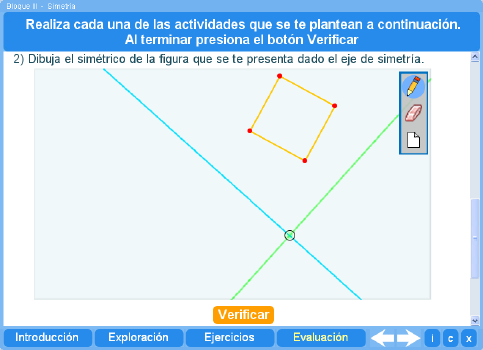 Bloque III - Simetría
Realiza cada una de las actividades que se te plantean a continuación.
Al terminar presiona el botón Verificar
2) Dibuja el simétrico de la figura que se te presenta dado el eje de simetría.
Verificar
Introducción Exploración Ejercicios Evaluación i c x